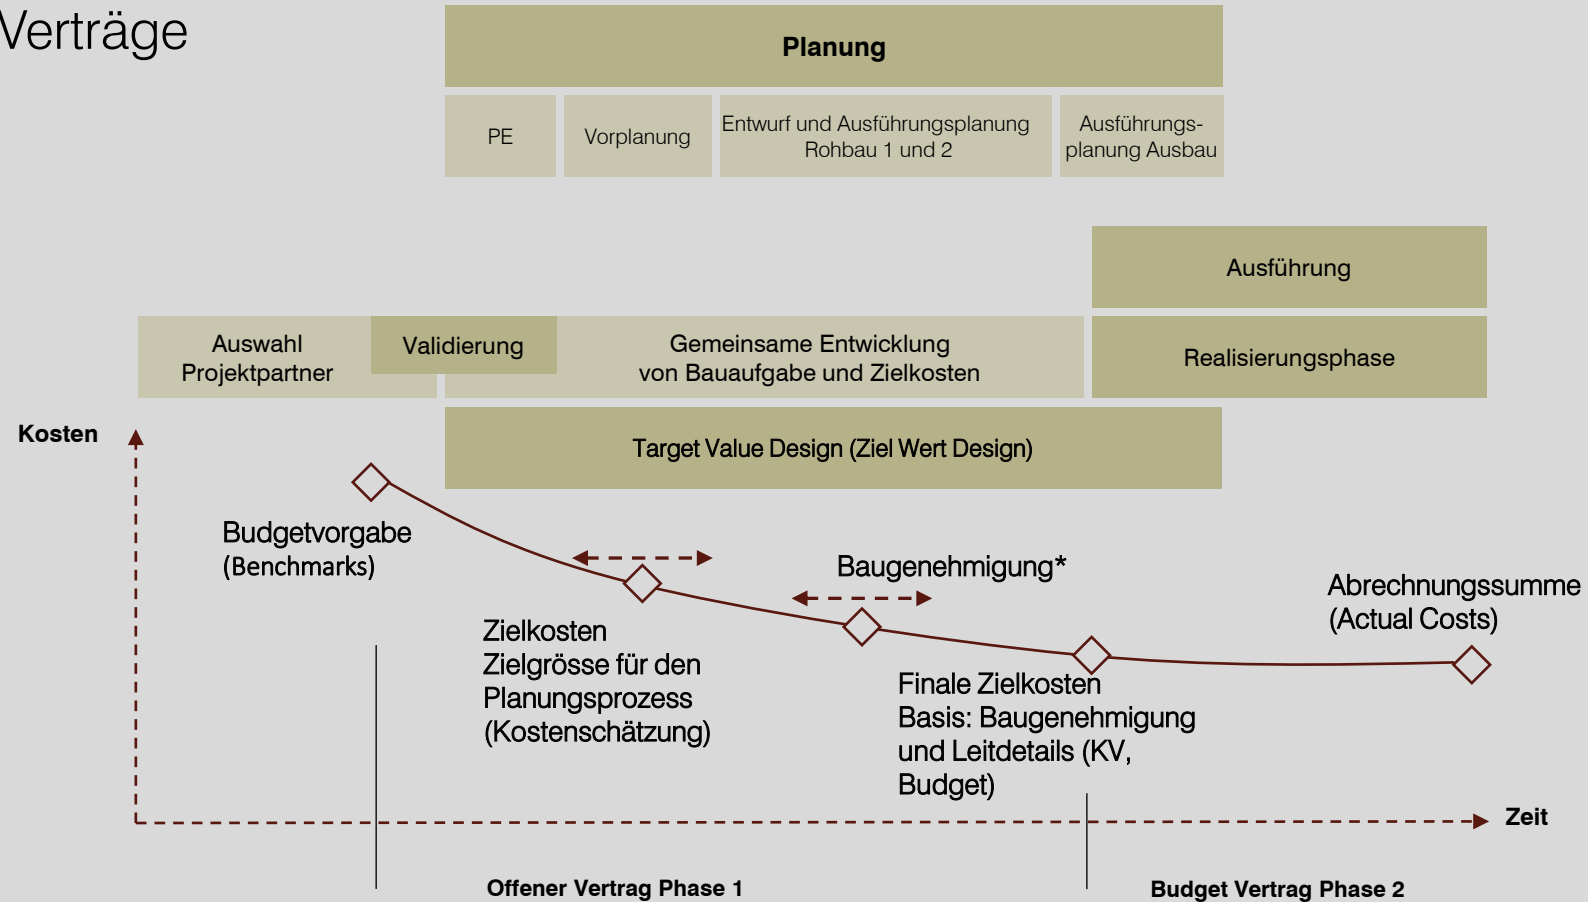 Verträge
Planung
PE
Vorplanung
Entwurf und Ausführungsplanung
Rohbau 1 und 2
Ausführungs-
planung Ausbau
Ausführung
Auswahl
Projektpartner
Validierung
Gemeinsame Entwicklung
von Bauaufgabe und Zielkosten
Realisierungsphase
Kosten
Target Value Design (Ziel Wert Design)
Budgetvorgabe
(Benchmarks)
Zielkosten
Zielgrösse für den
Planungsprozess
(Kostenschätzung)
Baugenehmigung*
Finale Zielkosten
Basis: Baugenehmigung
und Leitdetails (KV,
Budget)
Abrechnungssumme
(Actual Costs)
Zeit
Offener Vertrag Phase 1
Budget Vertrag Phase 2